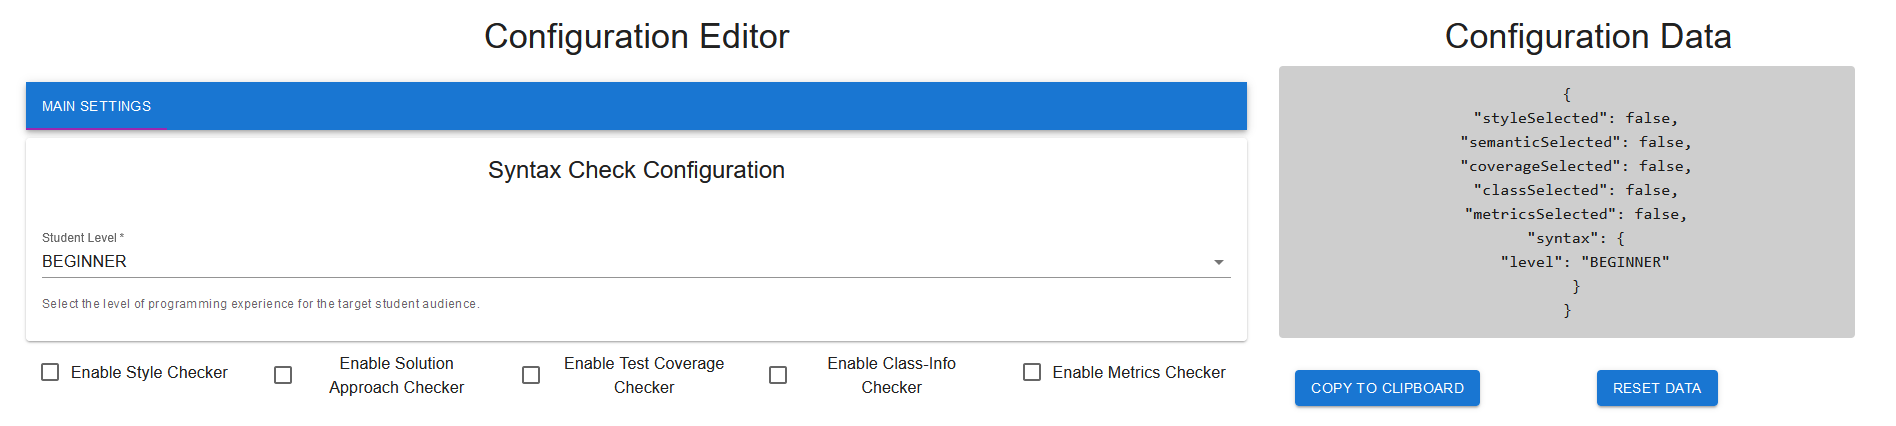 Configuration Editor
MAIN SETTINGS
Syntax Check Configuration
Student Level *
BEGINNER
Select the level of programming experience for the target student audience.
Enable Style Checker
Enable Solution
Approach Checker
Enable Test Coverage
Checker
Enable Class-Info
Checker
Enable Metrics Checker
Configuration Data
{
"styleSelected": false,
"semanticSelected": false,
"coverageSelected": false,
"classSelected": false,
"metricsSelected": false,
"syntax": {
"level": "BEGINNER"
}
}
COPY TO CLIPBOARD
RESET DATA